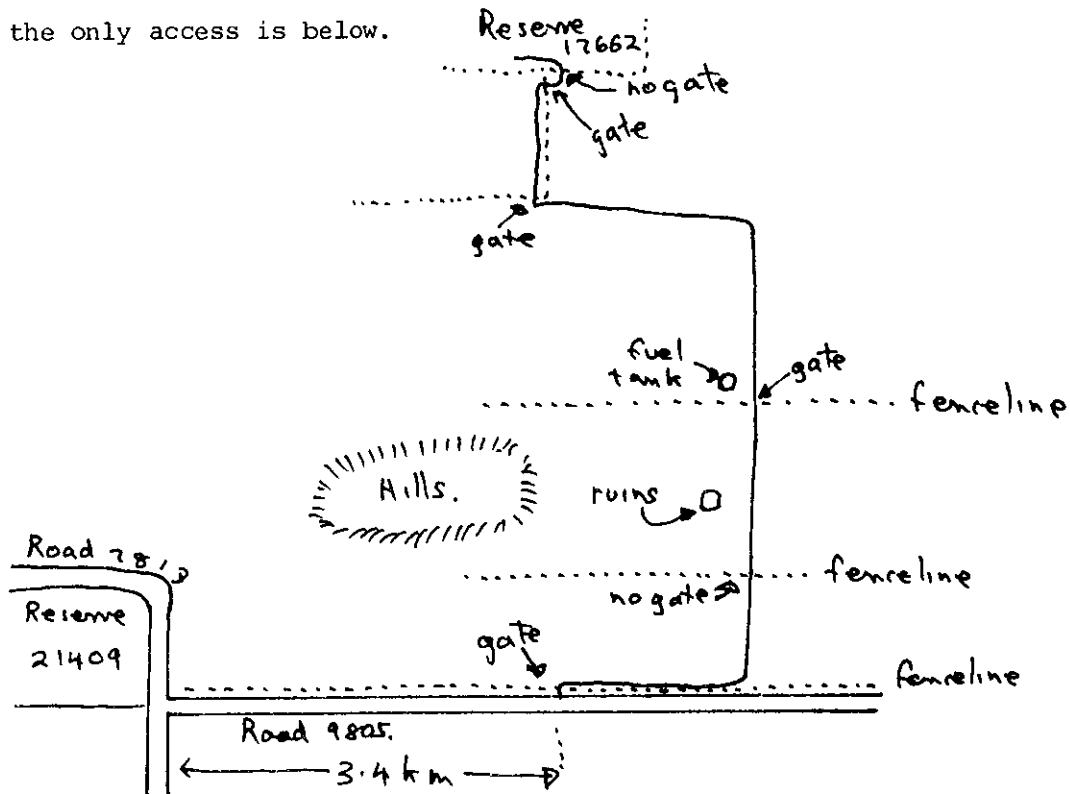 the only access is below.
Reserve
17662
no gate
gate
gate
fuel
tank
gate
fenceline
Hills.
ruins
Road 7813
fenceline
no gate
Reserve
21409
gate
fenceline
Road 9805.
3.4 km